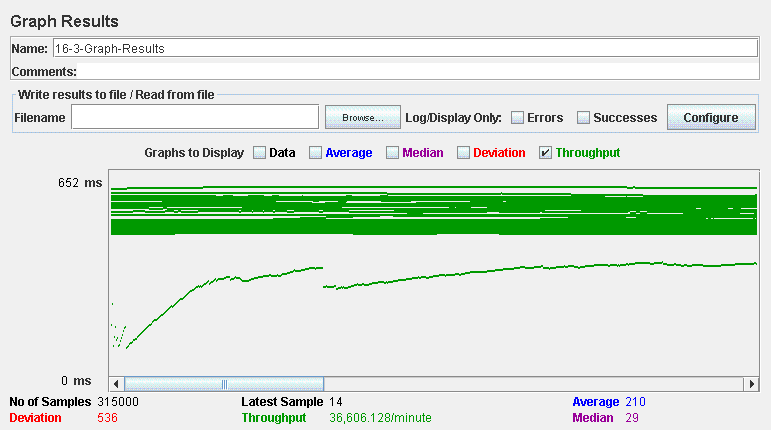 Graph Results
Name: 16-3-Graph-Results
Comments:
Write results to file / Read from file
Filename Browse... Log/Display Only: Errors Successes Configure
Graphs to Display Data Average Median Deviation Throughput
652 ms
0 ms
No of Samples 315000 Latest Sample 14 Average 210
Deviation 536 Throughput 36,606.128/minute Median 29